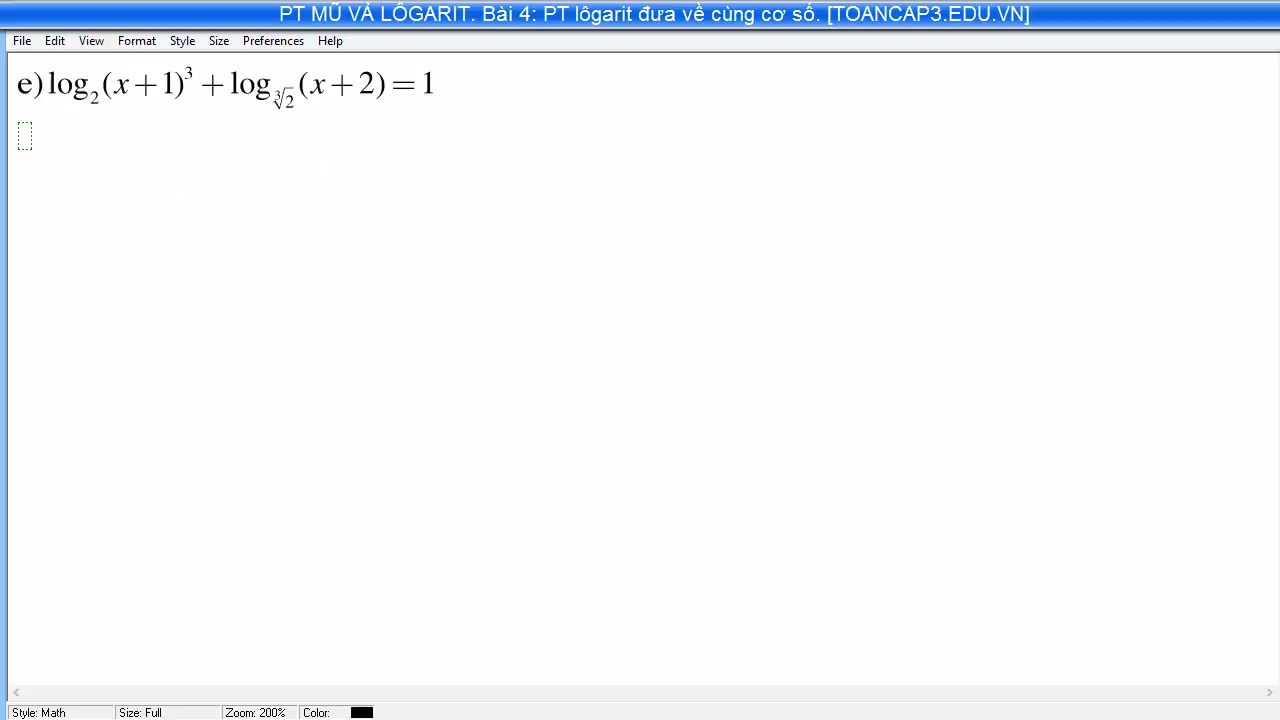 PT MŨ VÀ LÔGARIT. Bài 4: PT lôgarit đưa về cùng cơ số. [TOANCAP3.EDU.VN]
File Edit View Format Style Size Preferences Help
e) log₂(x+1)³ + log_∛2(x+2) = 1
Style: Math Size: Full Zoom: 200% Color: